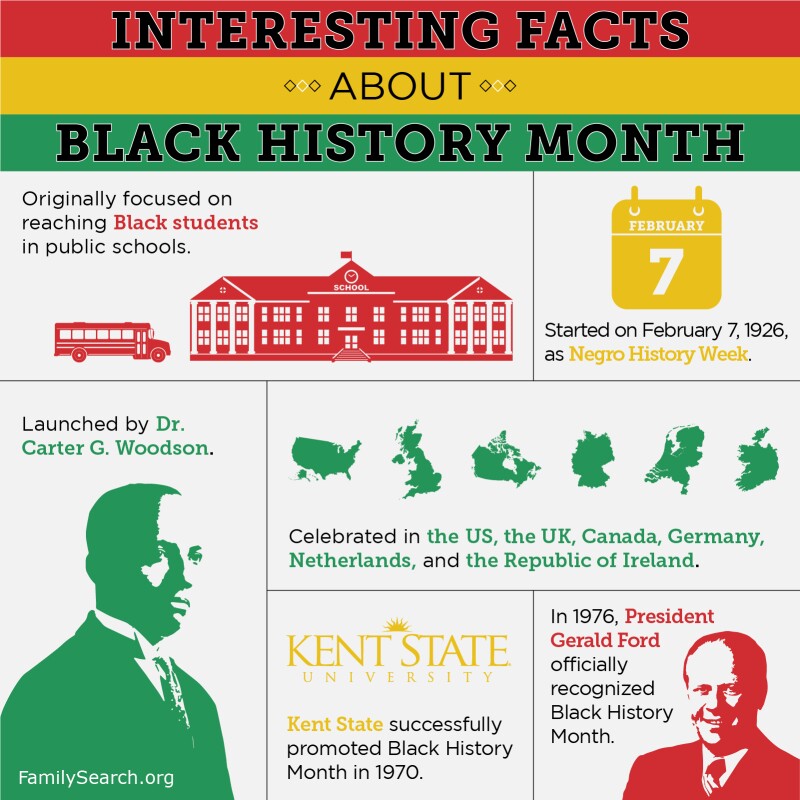 INTERESTING FACTS
ABOUT
BLACK HISTORY MONTH
Originally focused on
reaching Black students
in public schools.
SCHOOL
FEBRUARY
7
Started on February 7, 1926,
as Negro History Week.
Launched by Dr.
Carter G. Woodson.
Celebrated in the US, the UK, Canada, Germany,
Netherlands, and the Republic of Ireland.
KENT STATE
UNIVERSITY
Kent State successfully
promoted Black History
Month in 1970.
In 1976, President
Gerald Ford
officially
recognized
Black History
Month.
FamilySearch.org